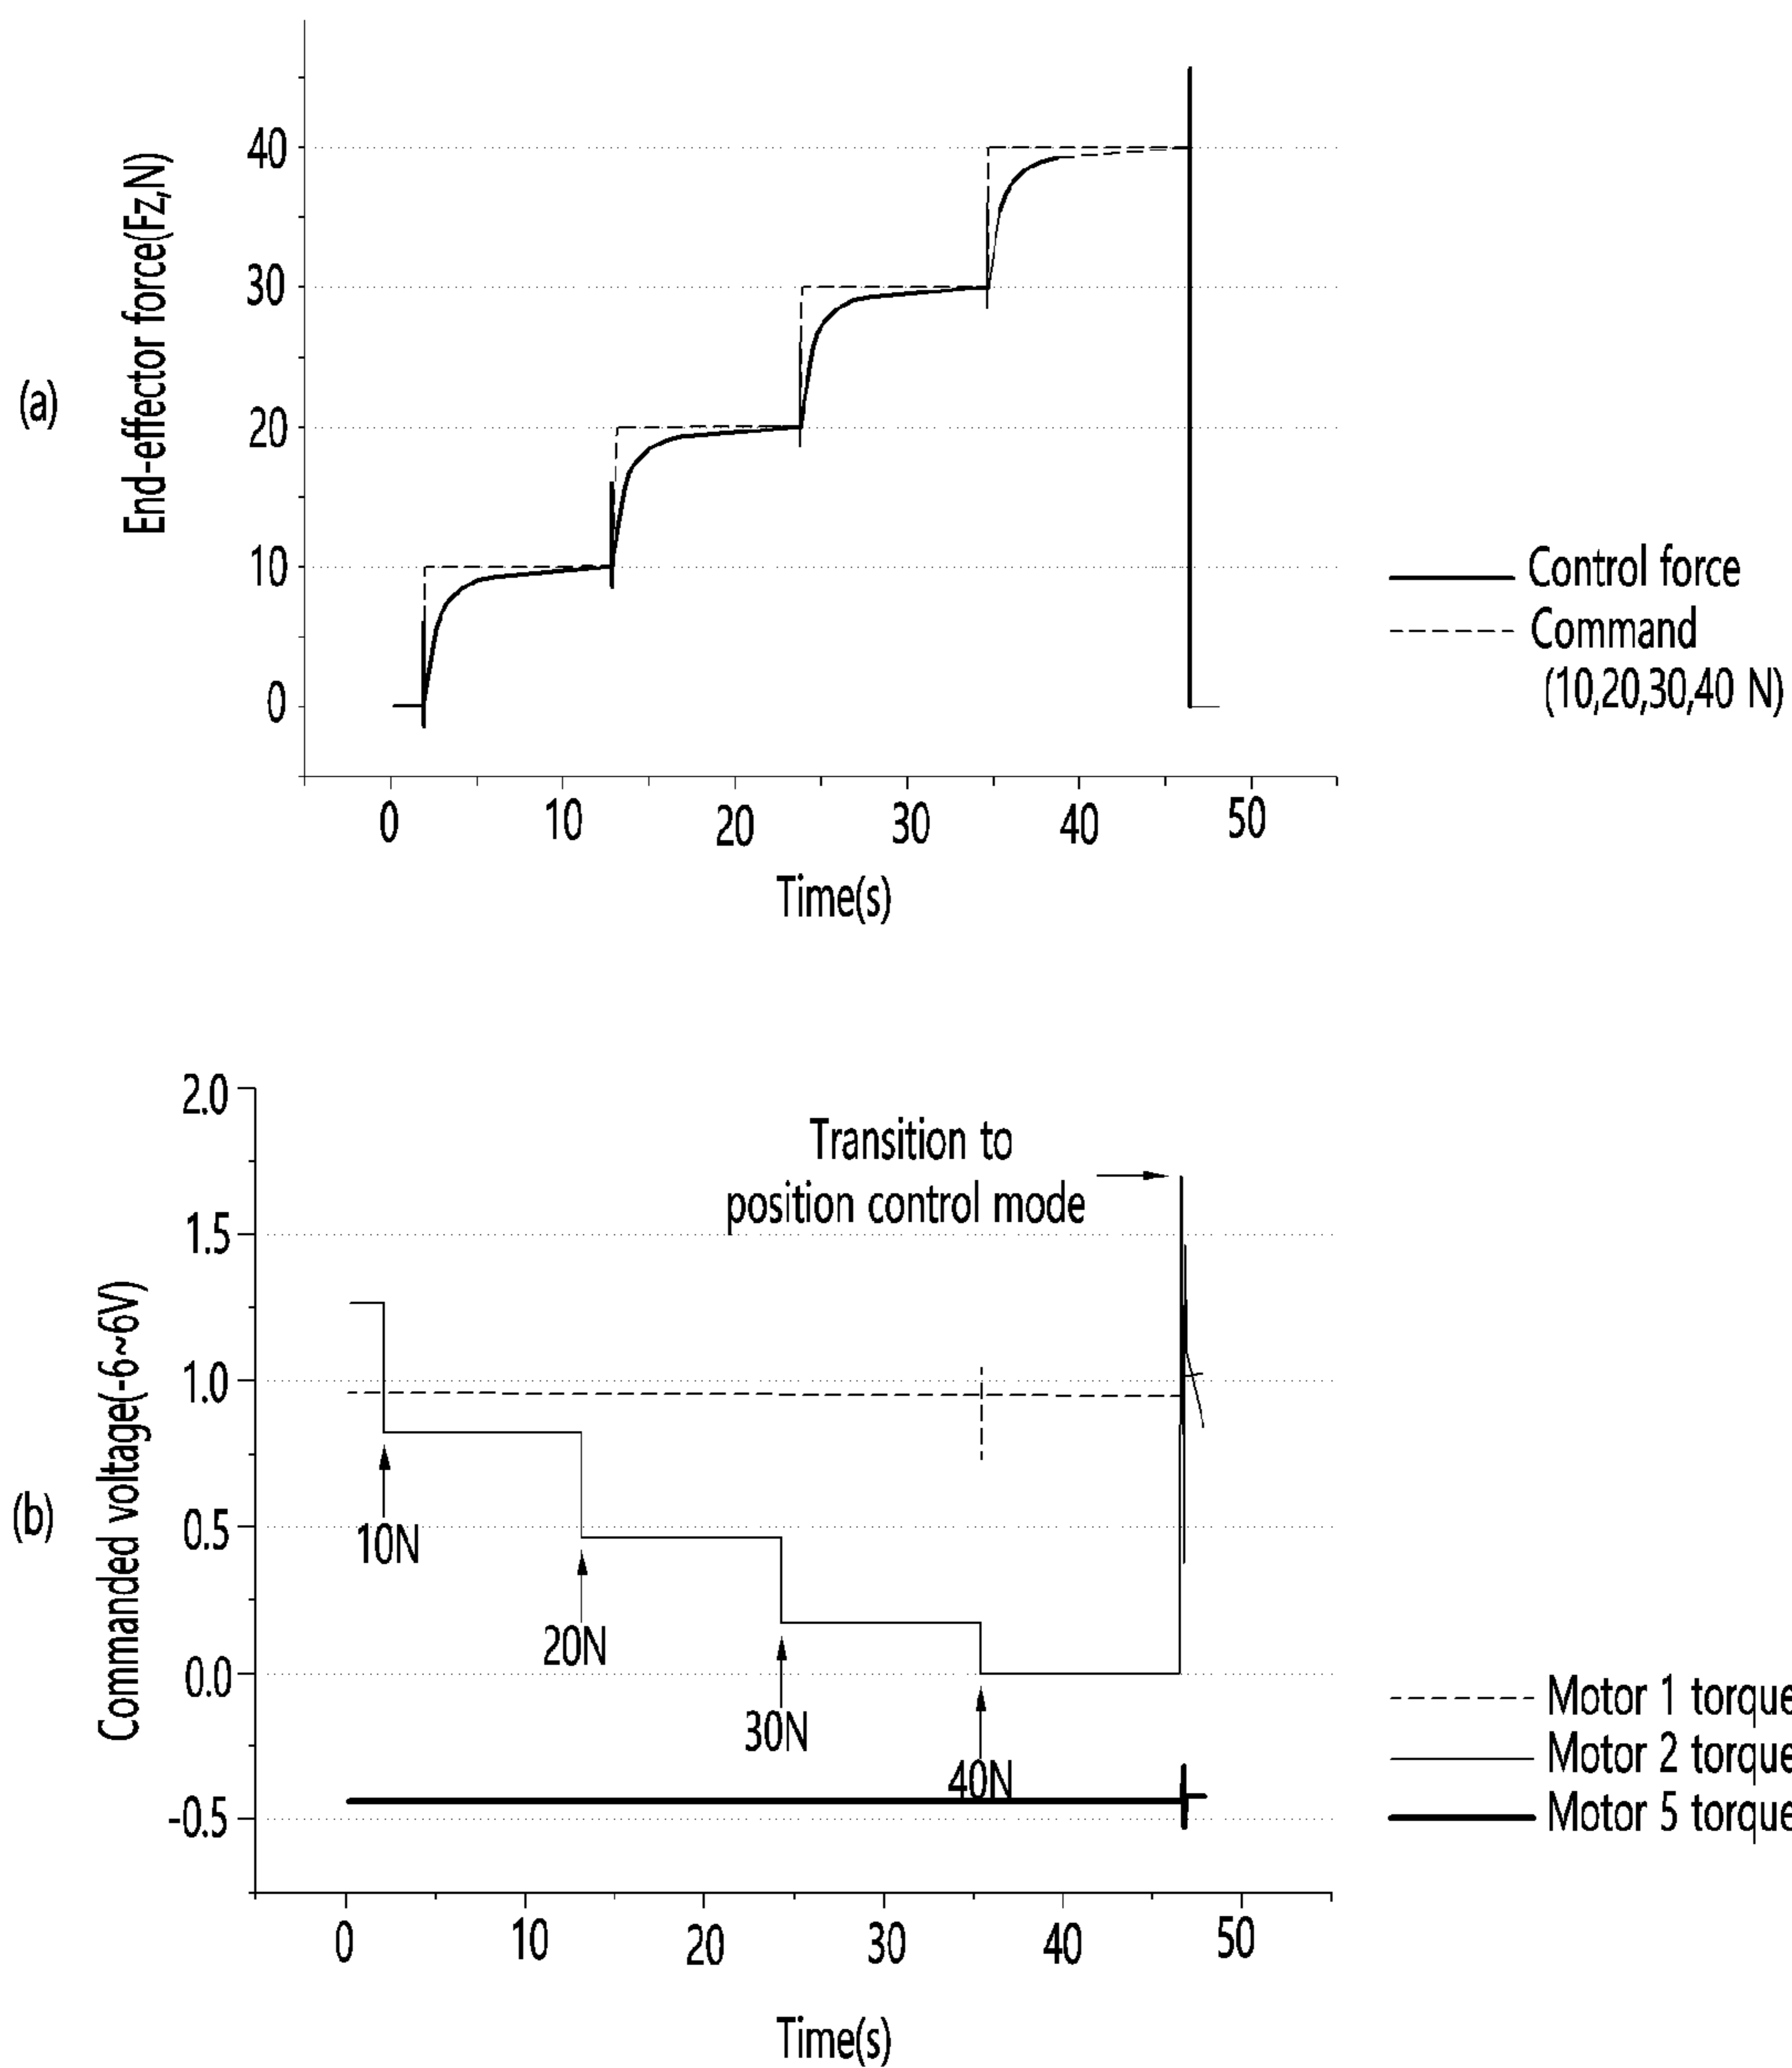 (a)
End-effector force(Fz,N)
40
30
20
10
0
0 10 20 30 40 50
Time(s)
Control force
Command
(10,20,30,40 N)
(b)
Commanded voltage(-6~6V)
2.0
1.5
1.0
0.5
0.0
-0.5
Transition to
position control mode
10N
20N
30N
40N
0 10 20 30 40 50
Time(s)
Motor 1 torque
Motor 2 torque
Motor 5 torque